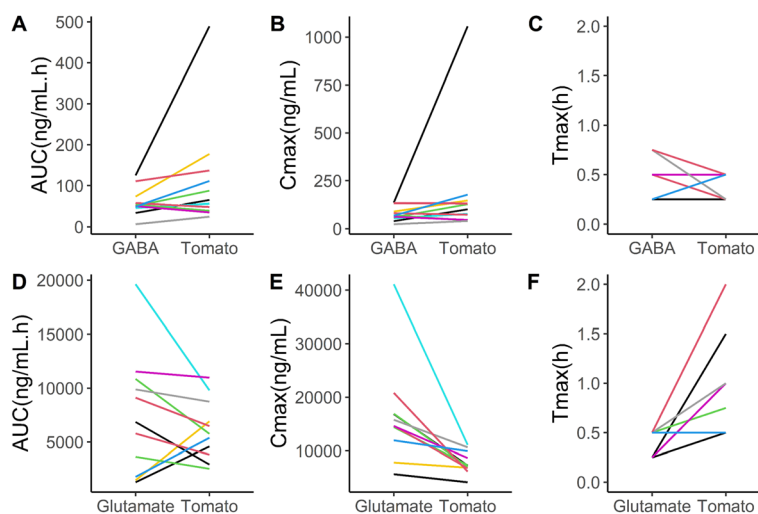 A
AUC(ng/mL.h)
500
400
300
200
100
0
GABA Tomato
B
Cmax(ng/mL)
1000
750
500
250
0
GABA Tomato
C
Tmax(h)
2.0
1.5
1.0
0.5
0.0
GABA Tomato
D
AUC(ng/mL.h)
20000
15000
10000
5000
Glutamate Tomato
E
Cmax(ng/mL)
40000
30000
20000
10000
Glutamate Tomato
F
Tmax(h)
2.0
1.5
1.0
0.5
0.0
Glutamate Tomato